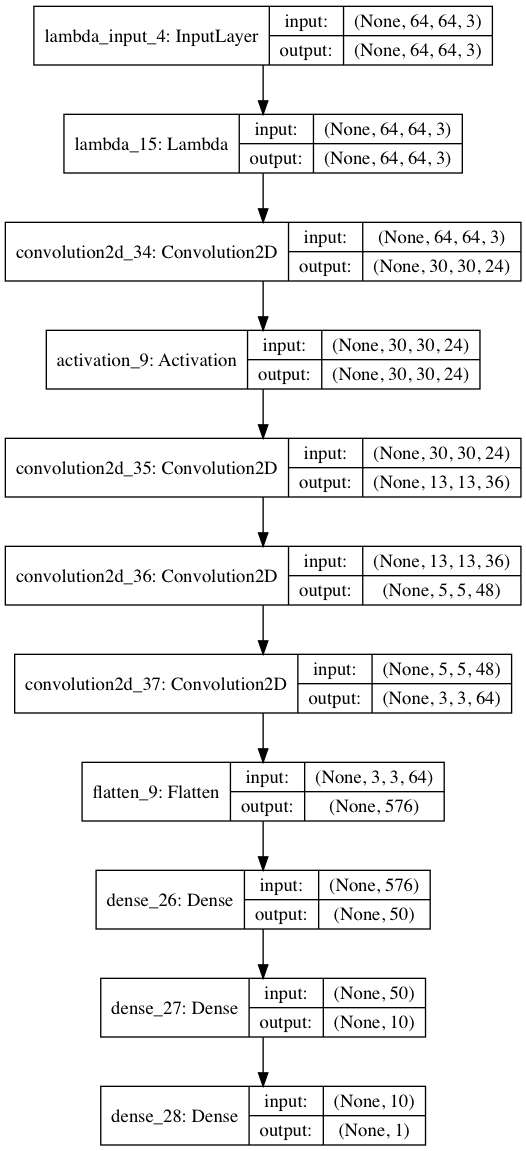 lambda_input_4: InputLayer
input: (None, 64, 64, 3)
output: (None, 64, 64, 3)
lambda_15: Lambda
input: (None, 64, 64, 3)
output: (None, 64, 64, 3)
convolution2d_34: Convolution2D
input: (None, 64, 64, 3)
output: (None, 30, 30, 24)
activation_9: Activation
input: (None, 30, 30, 24)
output: (None, 30, 30, 24)
convolution2d_35: Convolution2D
input: (None, 30, 30, 24)
output: (None, 13, 13, 36)
convolution2d_36: Convolution2D
input: (None, 13, 13, 36)
output: (None, 5, 5, 48)
convolution2d_37: Convolution2D
input: (None, 5, 5, 48)
output: (None, 3, 3, 64)
flatten_9: Flatten
input: (None, 3, 3, 64)
output: (None, 576)
dense_26: Dense
input: (None, 576)
output: (None, 50)
dense_27: Dense
input: (None, 50)
output: (None, 10)
dense_28: Dense
input: (None, 10)
output: (None, 1)